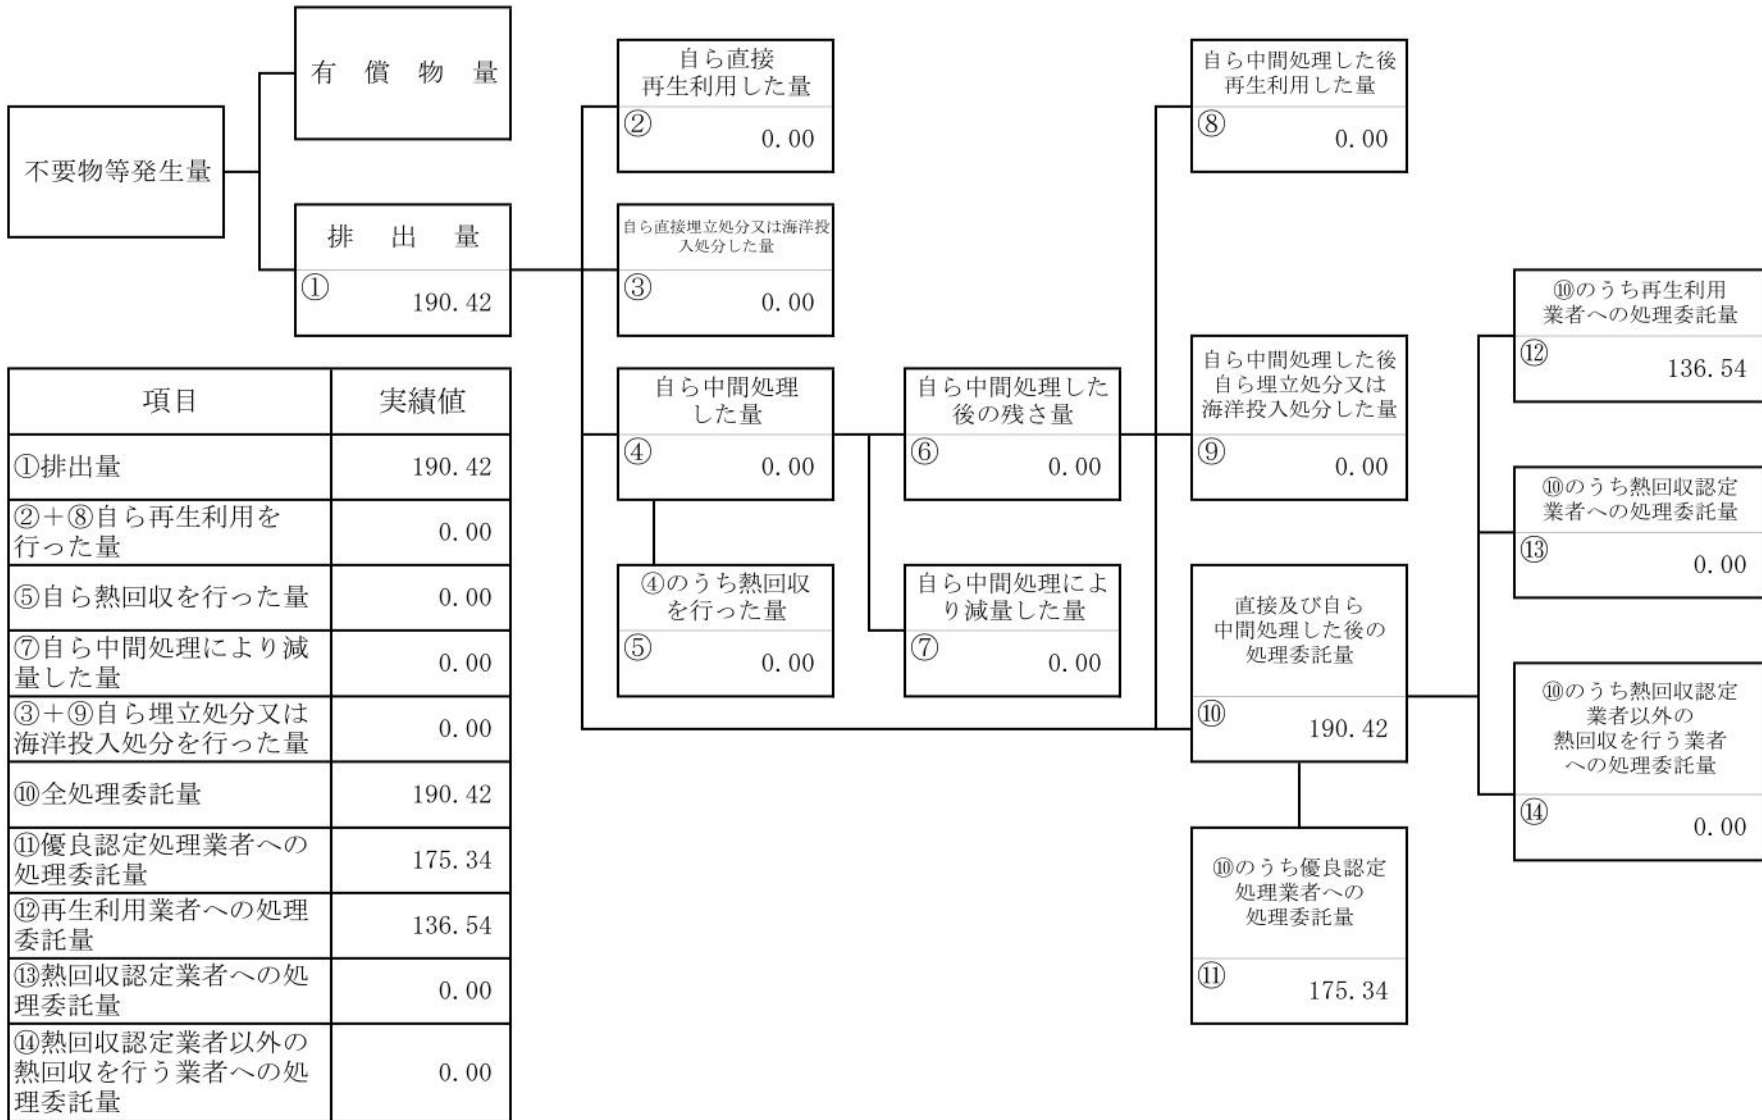 不要物等発生量
有 償 物 量
排 出 量
①
190.42
自ら直接
再生利用した量
②
0.00
自ら直接埋立処分又は海洋投
入処分した量
③
0.00
自ら中間処理
した量
④
0.00
④のうち熱回収
を行った量
⑤
0.00
自ら中間処理した
後の残さ量
⑥
0.00
自ら中間処理によ
り減量した量
⑦
0.00
自ら中間処理した後
再生利用した量
⑧
0.00
自ら中間処理した後
自ら埋立処分又は
海洋投入処分した量
⑨
0.00
直接及び自ら
中間処理した後の
処理委託量
⑩
190.42
⑩のうち優良認定
処理業者への
処理委託量
⑪
175.34
⑩のうち再生利用
業者への処理委託量
⑫
136.54
⑩のうち熱回収認定
業者への処理委託量
⑬
0.00
⑩のうち熱回収認定
業者以外の
熱回収を行う業者
への処理委託量
⑭
0.00
項目 実績値
①排出量 190.42
②+⑧自ら再生利用を
行った量
0.00
⑤自ら熱回収を行った量 0.00
⑦自ら中間処理により減
量した量
0.00
③+⑨自ら埋立処分又は
海洋投入処分を行った量
0.00
⑩全処理委託量 190.42
⑪優良認定処理業者への
処理委託量
175.34
⑫再生利用業者への処理
委託量
136.54
⑬熱回収認定業者への処
理委託量
0.00
⑭熱回収認定業者以外の
熱回収を行う業者への処
理委託量
0.00